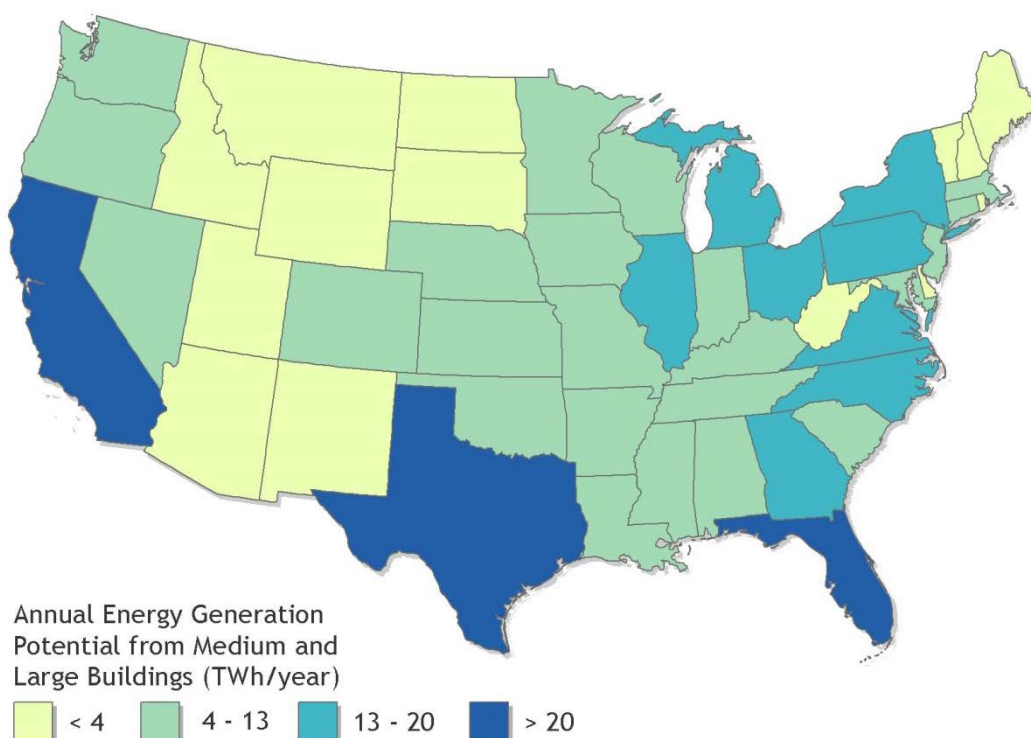 Annual Energy Generation
Potential from Medium and
Large Buildings (TWh/year)
< 4 4 - 13 13 - 20 > 20